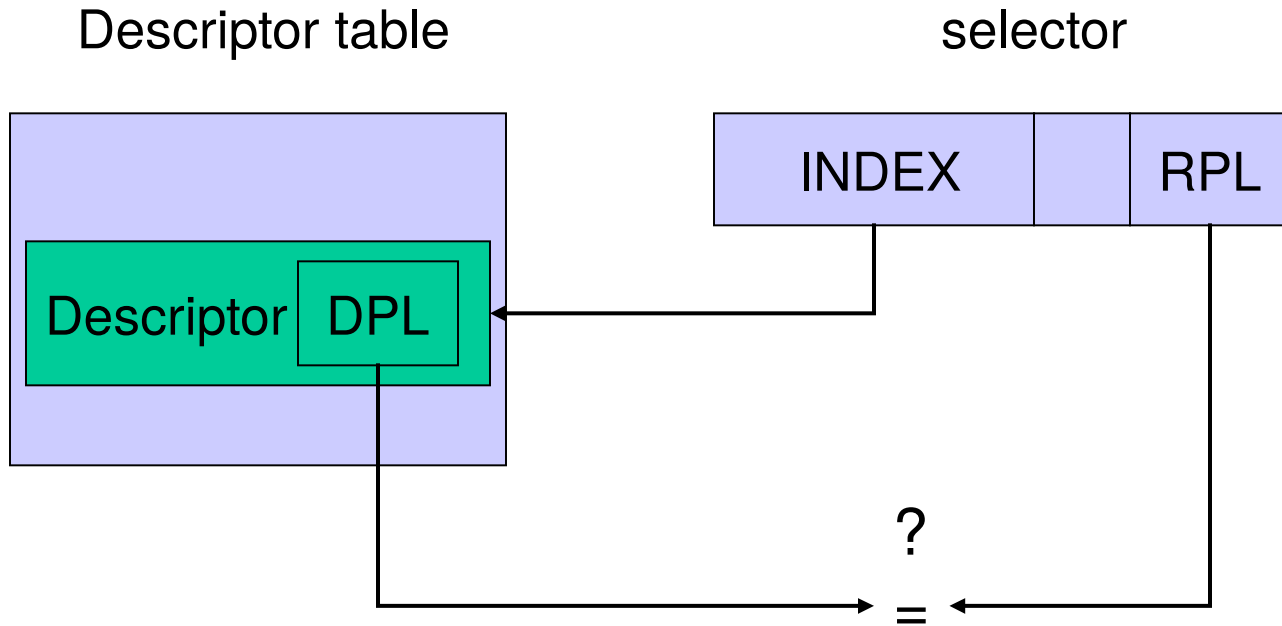 Descriptor table
selector
INDEX
RPL
Descriptor
DPL
?
=